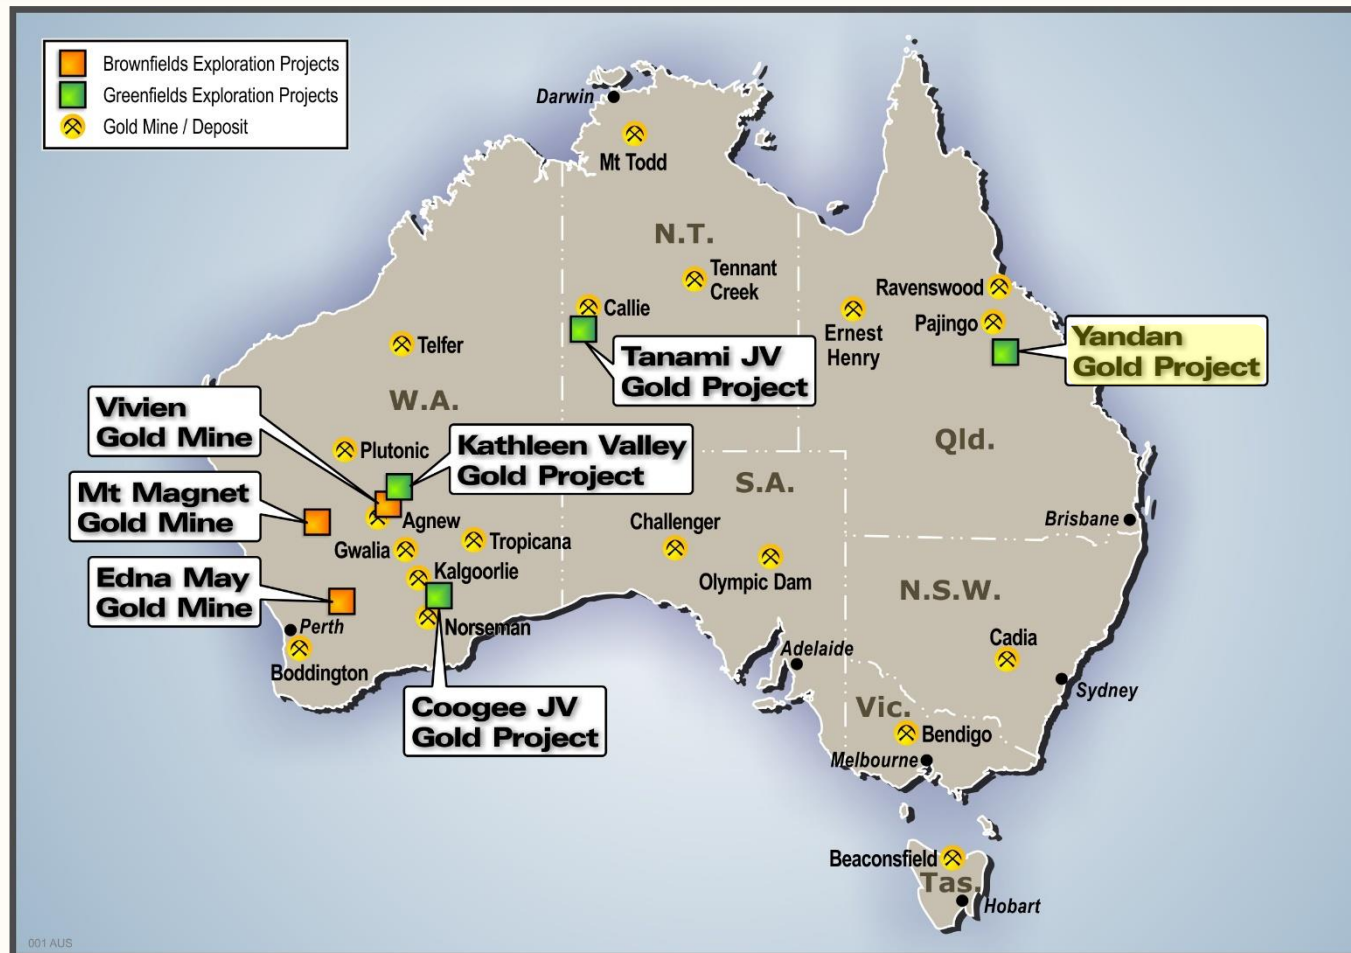 Brownfields Exploration Projects
Greenfields Exploration Projects
Gold Mine / Deposit
Darwin
Mt Todd
N.T.
Tennant
Creek
Callie
Ravenswood
Pajingo
Ernest
Henry
Yandan
Gold Project
Telfer
Tanami JV
Gold Project
W.A.
Vivien
Gold Mine
Plutonic
Kathleen Valley
Gold Project
Qld.
S.A.
Mt Magnet
Gold Mine
Agnew
Gwalia
Tropicana
Challenger
Olympic Dam
Brisbane
Kalgoorlie
Edna May
Gold Mine
N.S.W.
Perth
Norseman
Boddington
Adelaide
Cadia
Sydney
Coogee JV
Gold Project
Vic.
Bendigo
Melbourne
Beaconsfield
Tas.
Hobart
001 AUS